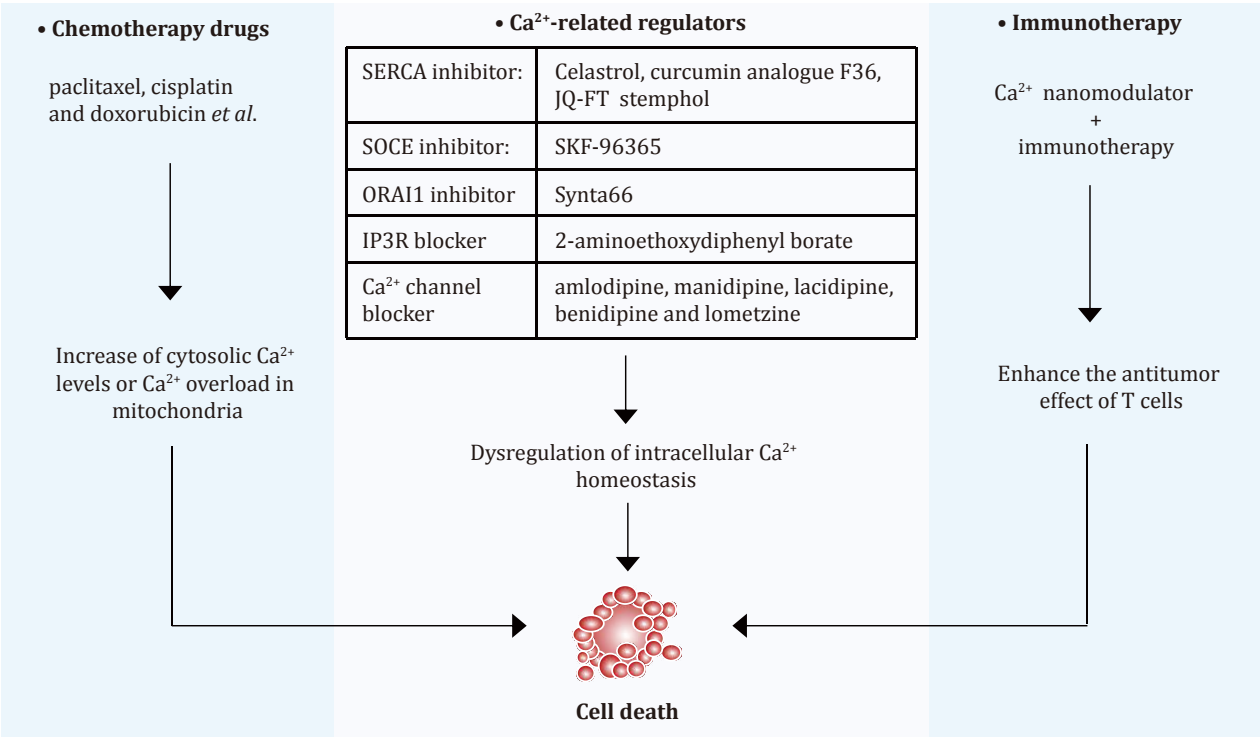 • Chemotherapy drugs
paclitaxel, cisplatin
and doxorubicin et al.
Increase of cytosolic Ca²⁺
levels or Ca²⁺ overload in
mitochondria
• Ca²⁺-related regulators
SERCA inhibitor:
Celastrol, curcumin analogue F36,
JQ-FT stemphol
SOCE inhibitor:
SKF-96365
ORAI1 inhibitor
Synta66
IP3R blocker
2-aminoethoxydiphenyl borate
Ca²⁺ channel
blocker
amlodipine, manidipine, lacidipine,
benidipine and lometzine
Dysregulation of intracellular Ca²⁺
homeostasis
Cell death
• Immunotherapy
Ca²⁺ nanomodulator
+
immunotherapy
Enhance the antitumor
effect of T cells